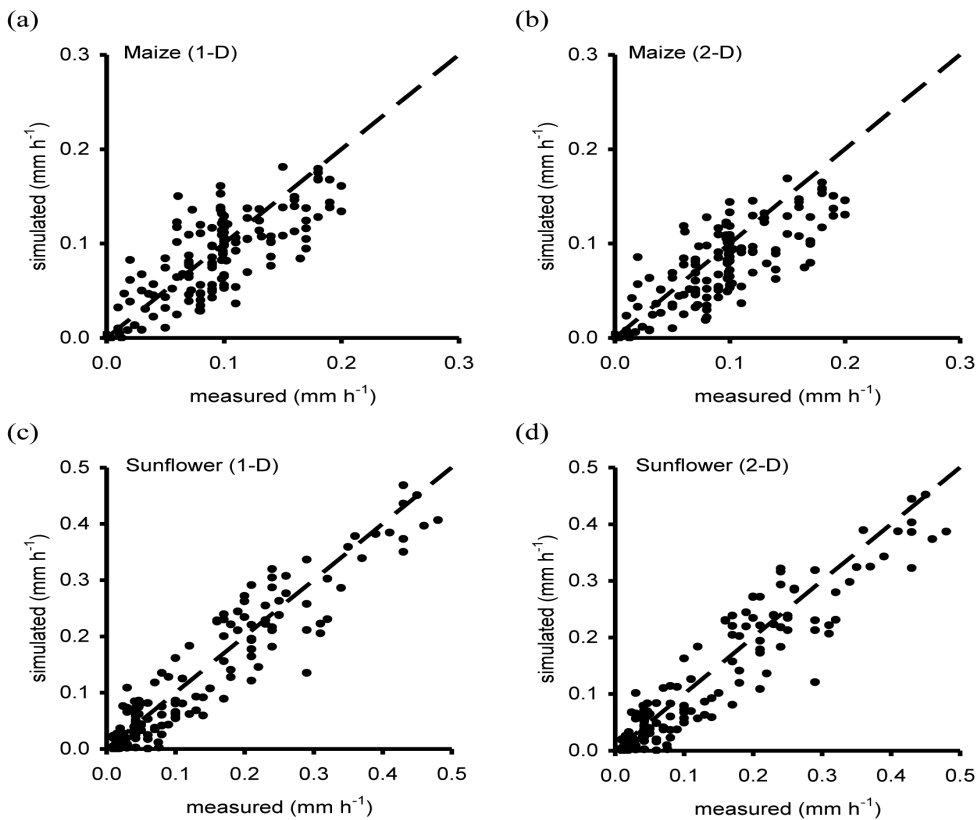 (a)
Maize (1-D)
0.3
0.2
0.1
0.0
simulated (mm h⁻¹)
0.0 0.1 0.2 0.3
measured (mm h⁻¹)
(b)
Maize (2-D)
0.3
0.2
0.1
0.0
simulated (mm h⁻¹)
0.0 0.1 0.2 0.3
measured (mm h⁻¹)
(c)
Sunflower (1-D)
0.5
0.4
0.3
0.2
0.1
0.0
simulated (mm h⁻¹)
0.0 0.1 0.2 0.3 0.4 0.5
measured (mm h⁻¹)
(d)
Sunflower (2-D)
0.5
0.4
0.3
0.2
0.1
0.0
simulated (mm h⁻¹)
0.0 0.1 0.2 0.3 0.4 0.5
measured (mm h⁻¹)